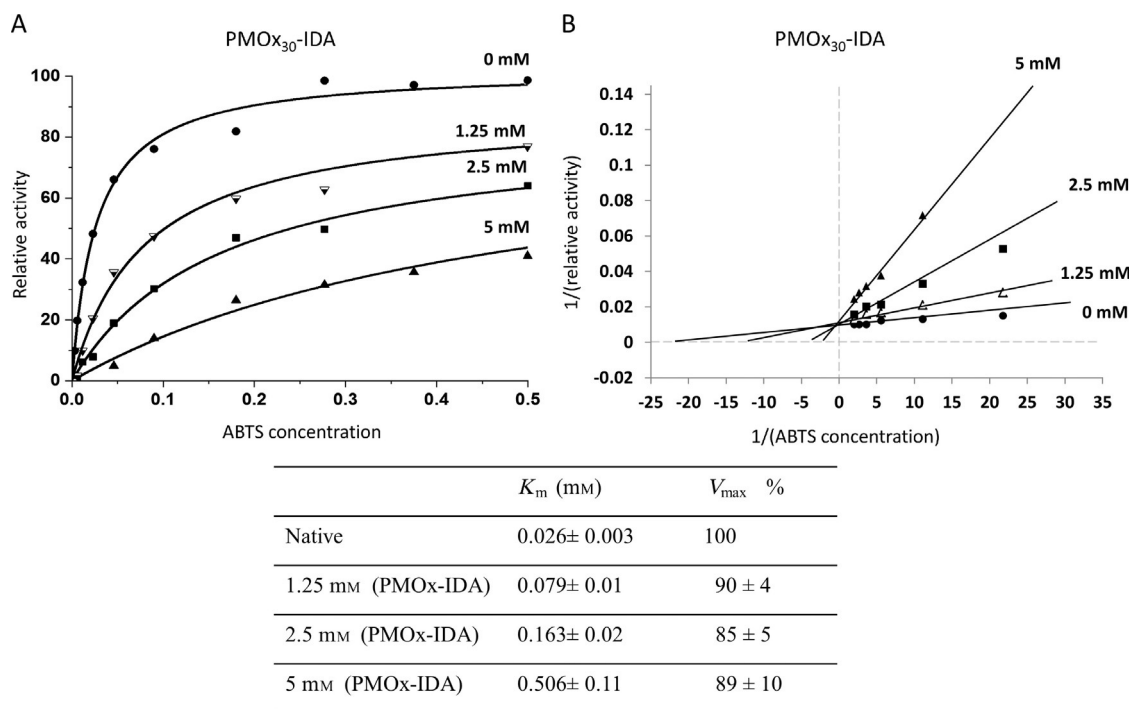 A
PMOx30-IDA
0 mM
1.25 mM
2.5 mM
5 mM
100
80
60
40
20
0
Relative activity
0.0 0.1 0.2 0.3 0.4 0.5
ABTS concentration
B
PMOx30-IDA
5 mM
2.5 mM
1.25 mM
0 mM
0.14
0.12
0.1
0.08
0.06
0.04
0.02
0
-0.02
1/(relative activity)
-25 -20 -15 -10 -5 0 5 10 15 20 25 30 35
1/(ABTS concentration)
Km (mM) Vmax %
Native 0.026± 0.003 100
1.25 mM (PMOx-IDA) 0.079± 0.01 90 ± 4
2.5 mM (PMOx-IDA) 0.163± 0.02 85 ± 5
5 mM (PMOx-IDA) 0.506± 0.11 89 ± 10